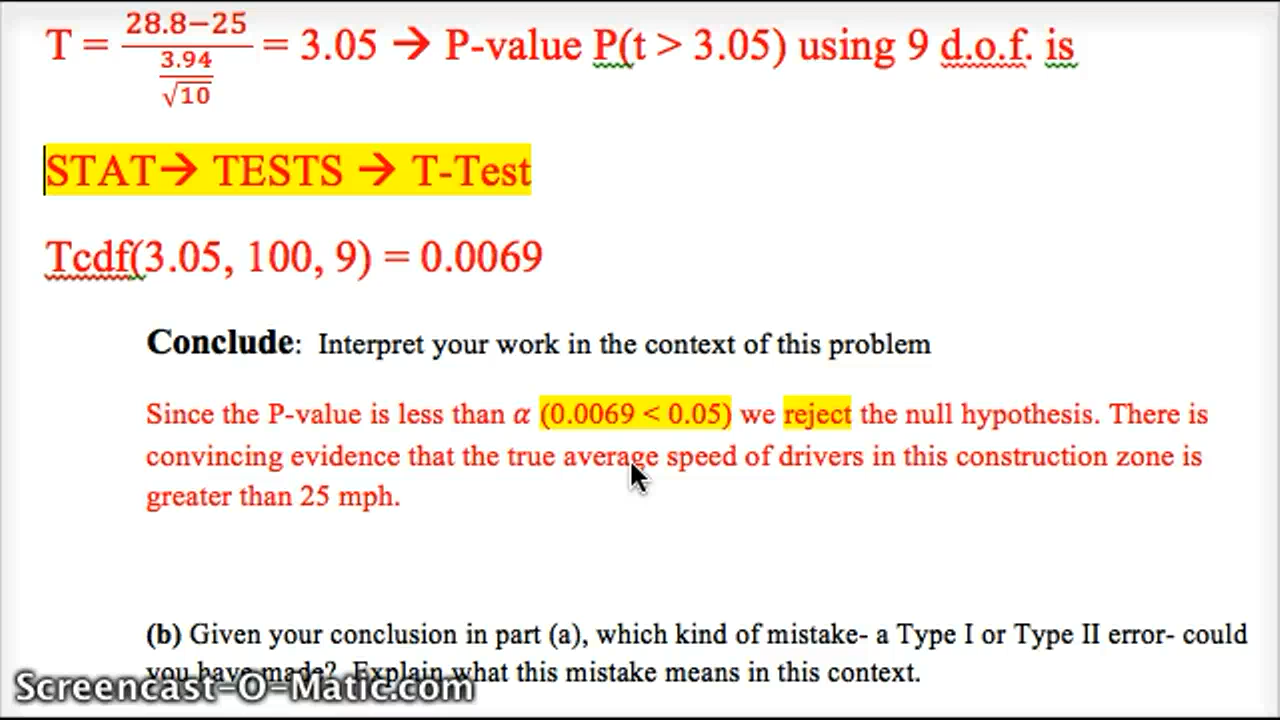 T = 28.8−25 / 3.94/√10 = 3.05 → P-value P(t > 3.05) using 9 d.o.f. is
STAT→ TESTS → T-Test
Tcdf(3.05, 100, 9) = 0.0069
Conclude: Interpret your work in the context of this problem
Since the P-value is less than α (0.0069 < 0.05) we reject the null hypothesis. There is
convincing evidence that the true average speed of drivers in this construction zone is
greater than 25 mph.
(b) Given your conclusion in part (a), which kind of mistake- a Type I or Type II error- could
you have made? Explain what this mistake means in this context.
Screencast-O-Matic.com